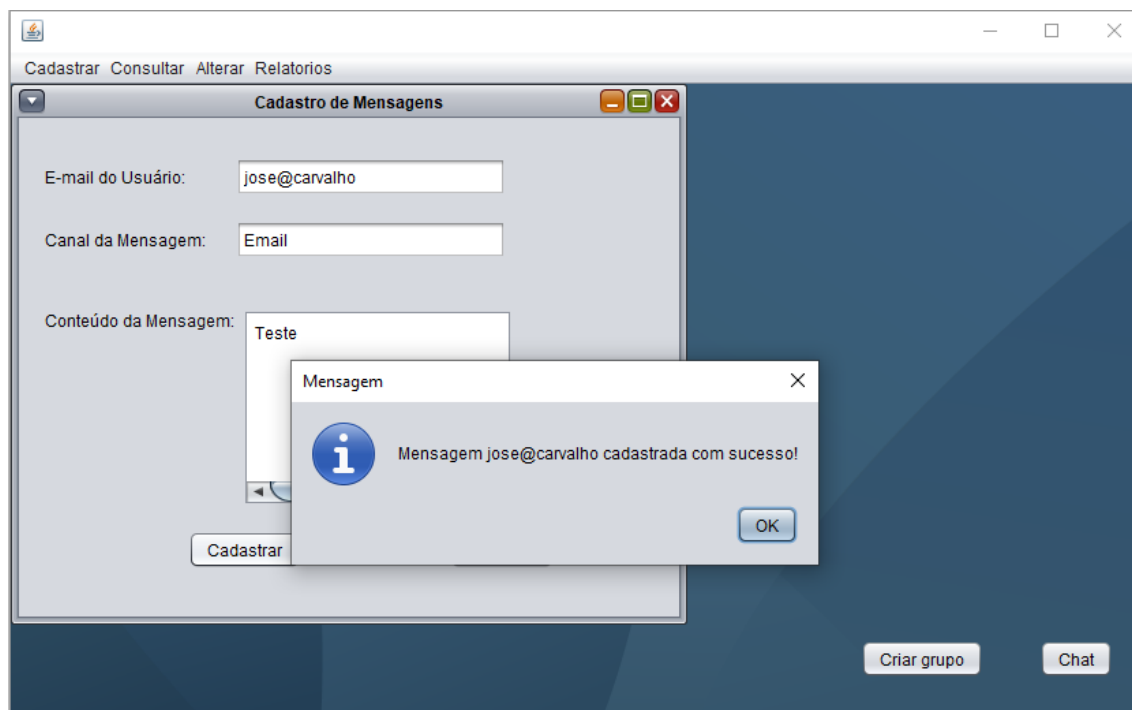 Cadastrar Consultar Alterar Relatorios
Cadastro de Mensagens
E-mail do Usuário: jose@carvalho
Canal da Mensagem: Email
Conteúdo da Mensagem: Teste
Mensagem
Mensagem jose@carvalho cadastrada com sucesso!
OK
Cadastrar
Criar grupo Chat